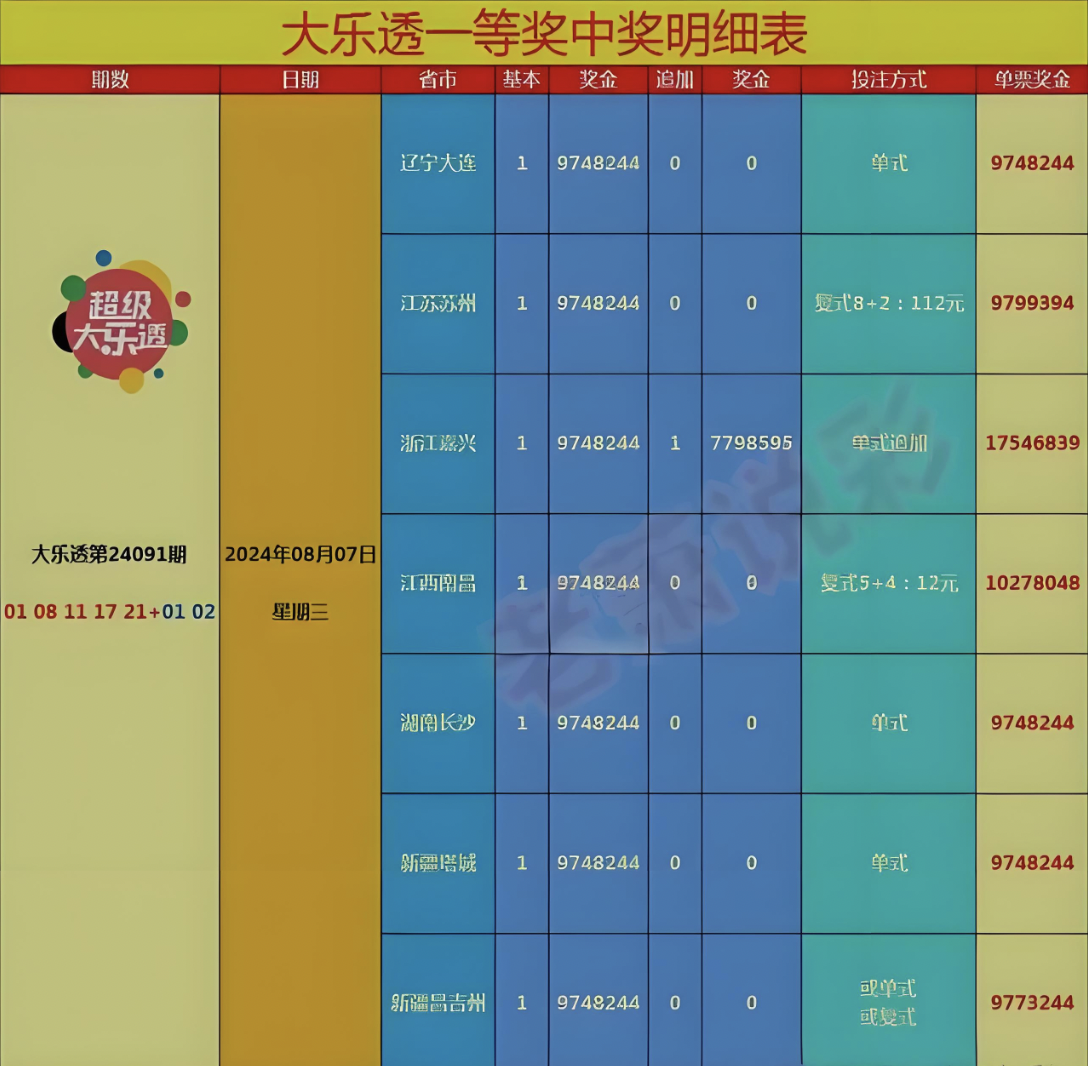 大乐透一等奖中奖明细表
期数 日期 省市 基本 奖金 追加 奖金 投注方式 单票奖金
辽宁大连 1 9748244 0 0 单式 9748244
超级
大乐透
江苏苏州 1 9748244 0 0 复式8+2：112元 9799394
浙江嘉兴 1 9748244 1 7798595 单式追加 17546839
大乐透第24091期
01 08 11 17 21+01 02
2024年08月07日
星期三
江西南昌 1 9748244 0 0 复式5+4：12元 10278048
湖南长沙 1 9748244 0 0 单式 9748244
新疆塔城 1 9748244 0 0 单式 9748244
新疆昌吉州 1 9748244 0 0 或单式 9773244
或复式
老萧说彩